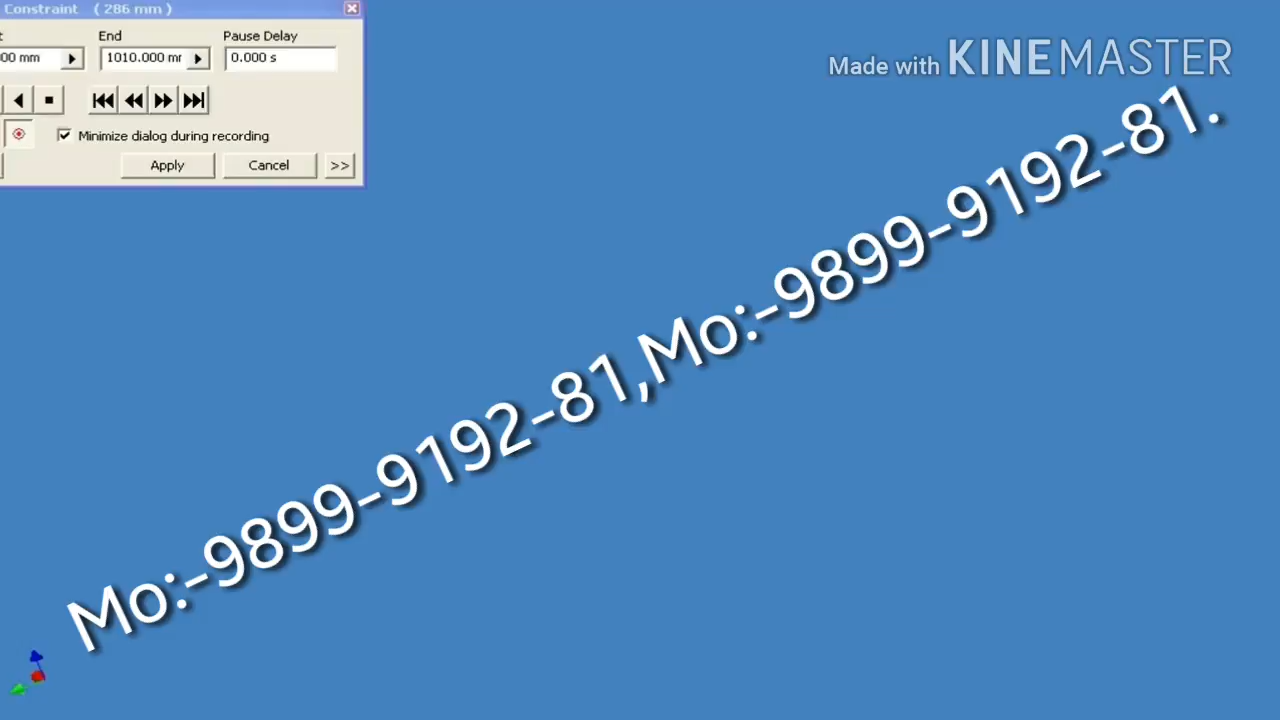 Constraint ( 286 mm )
End
Pause Delay
00 mm
1010.000 mr
0.000 s
Minimize dialog during recording
Apply
Cancel
>>
Made with KINEMASTER
Mo:-9899-9192-81,Mo:-9899-9192-81.